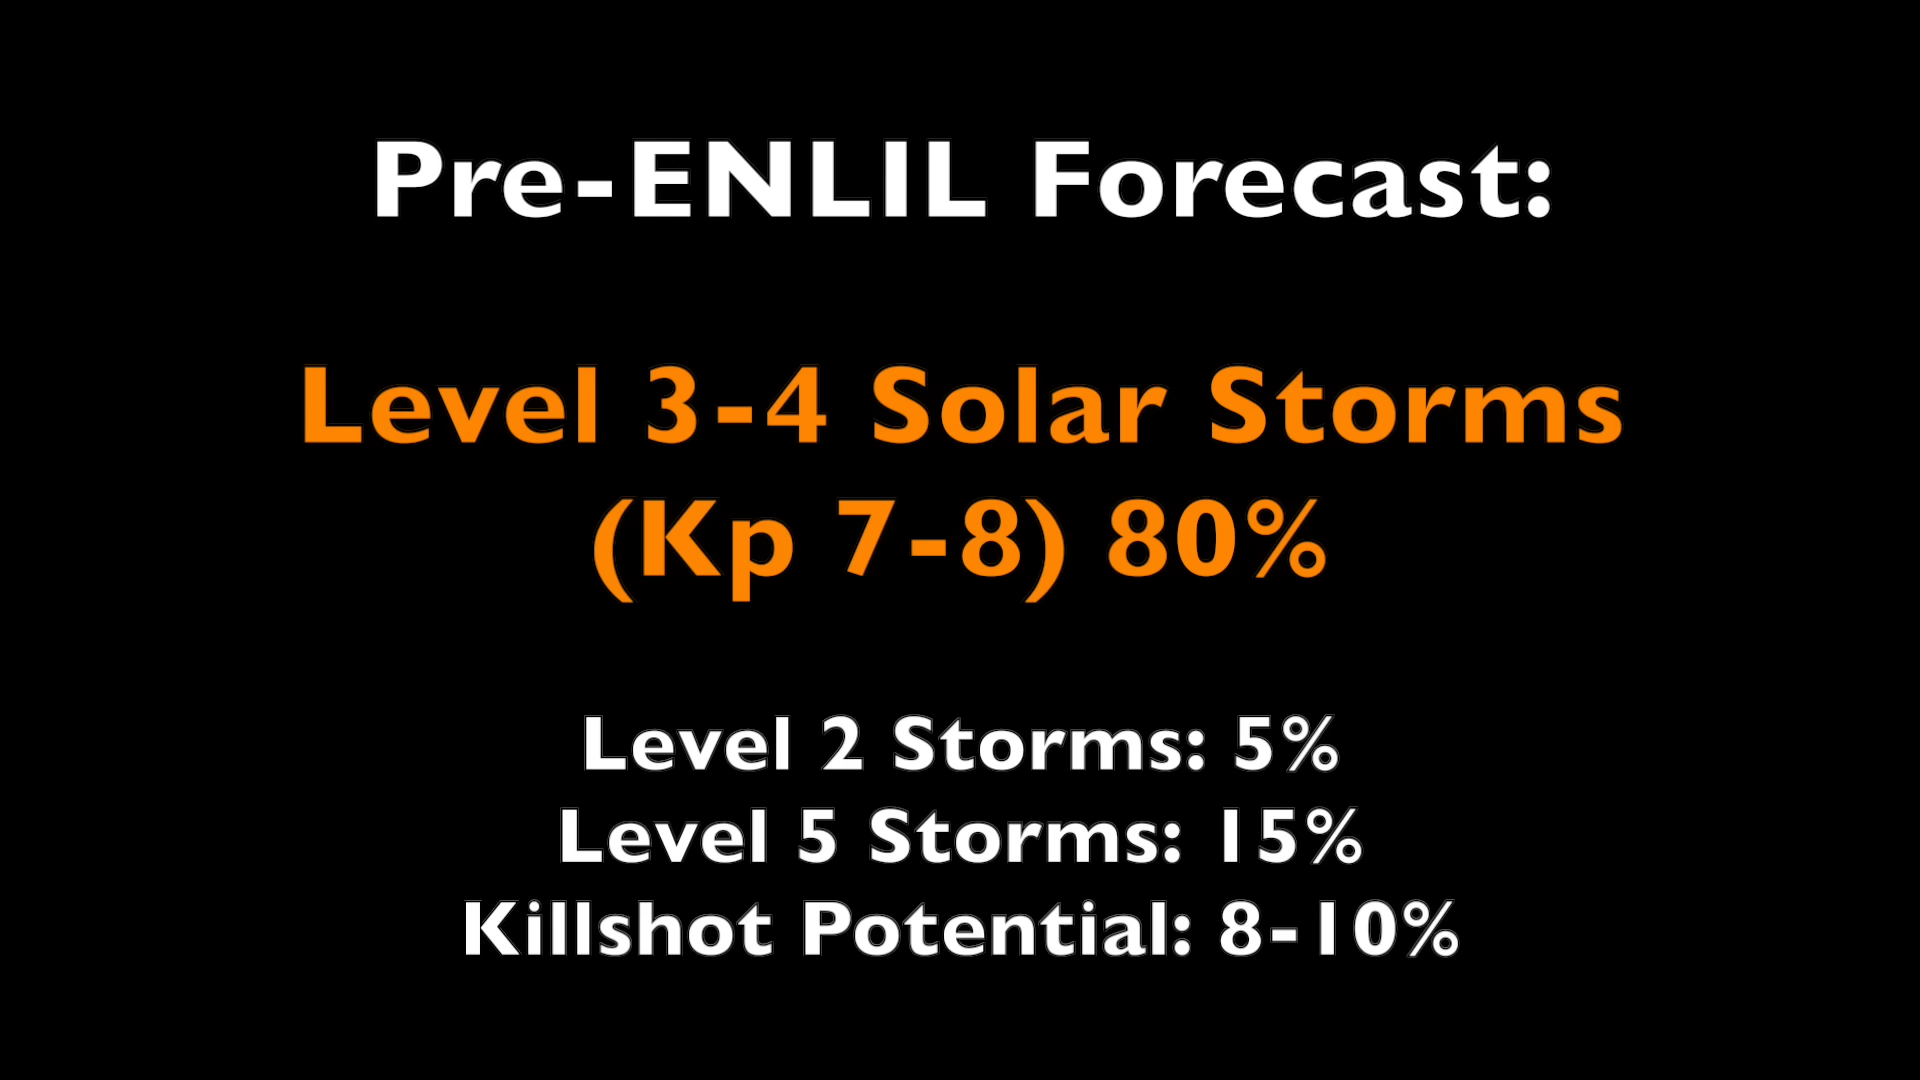 Pre-ENLIL Forecast:
Level 3-4 Solar Storms
(Kp 7-8) 80%
Level 2 Storms: 5%
Level 5 Storms: 15%
Killshot Potential: 8-10%